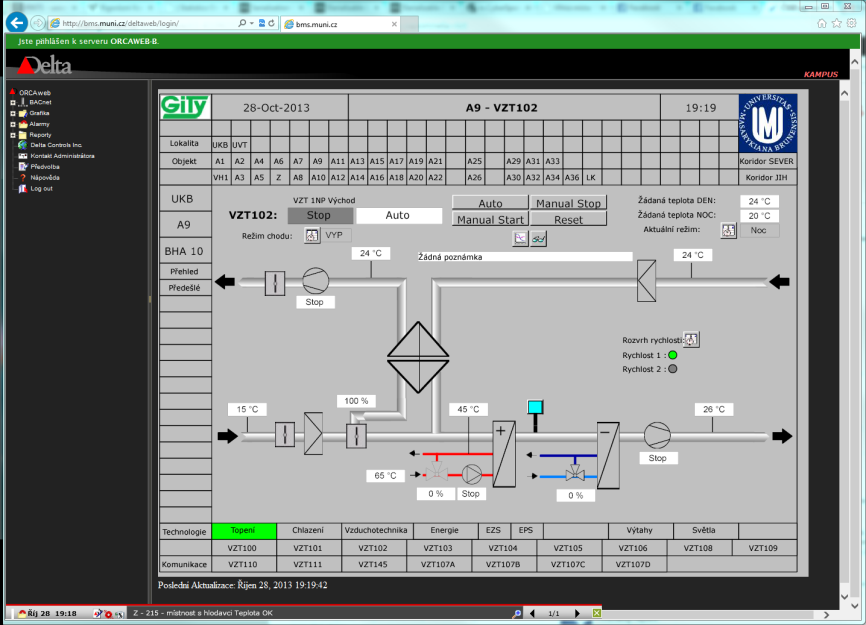 http://bms.muni.cz/deltaweb/login/
bms.muni.cz
Jste přihlášen k serveru ORCAWEB-B.
Delta
KAMPUS
ORCAweb
BACnet
Grafika
Alarmy
Reporty
Delta Controls Inc.
Kontakt Administrátora
Předvolba
Nápověda
Log out
Gity
28-Oct-2013
A9 - VZT102
19:19
UNIVERSITAS MASARYKIANA BRUNENSIS
Lokalita UKB UVT
Objekt A1 A2 A4 A6 A7 A9 A11 A13 A15 A17 A19 A21 A25 A29 A31 A33 Koridor SEVER
VH1 A3 A5 Z A8 A10 A12 A14 A16 A18 A20 A22 A26 A30 A32 A34 A36 LK Koridor JIH
UKB
A9
BHA 10
Přehled
Předešlé
VZT 1NP Východ
VZT102: Stop Auto
Režim chodu: VYP
Auto Manual Stop
Manual Start Reset
Žádaná teplota DEN: 24 °C
Žádaná teplota NOC: 20 °C
Aktuální režim: Noc
24 °C
Žádná poznámka
24 °C
Stop
Rozvrh rychlosti:
Rychlost 1 :
Rychlost 2 :
100 %
15 °C
45 °C
26 °C
+
−
Stop
65 °C
0 % Stop
0 %
Technologie Topení Chlazení Vzduchotechnika Energie EZS EPS Výtahy Světla
VZT100 VZT101 VZT102 VZT103 VZT104 VZT105 VZT106 VZT108 VZT109
Komunikace VZT110 VZT111 VZT145 VZT107A VZT107B VZT107C VZT107D
Poslední Aktualizace: Říjen 28, 2013 19:19:42
Říj 28 19:18
Z - 215 - místnost s hlodavci Teplota OK
1/1